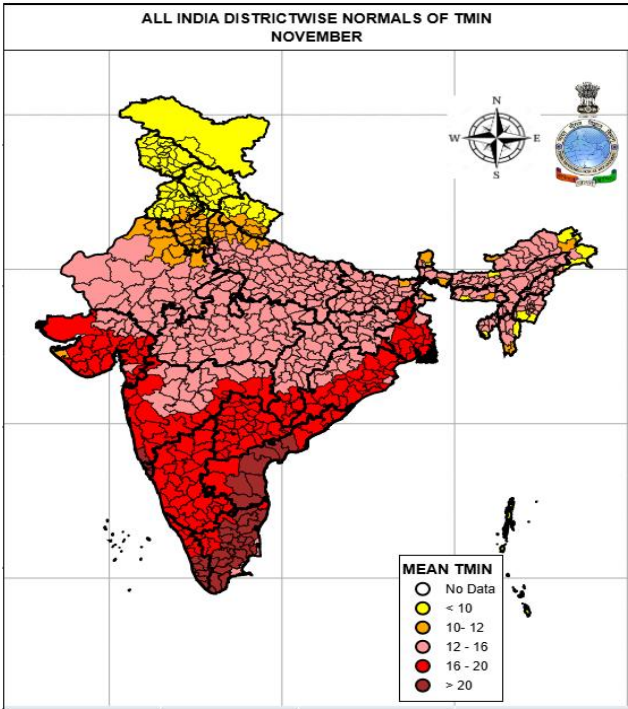 ALL INDIA DISTRICTWISE NORMALS OF TMIN
NOVEMBER
N
W E
S
MEAN TMIN
No Data
< 10
10- 12
12 - 16
16 - 20
> 20